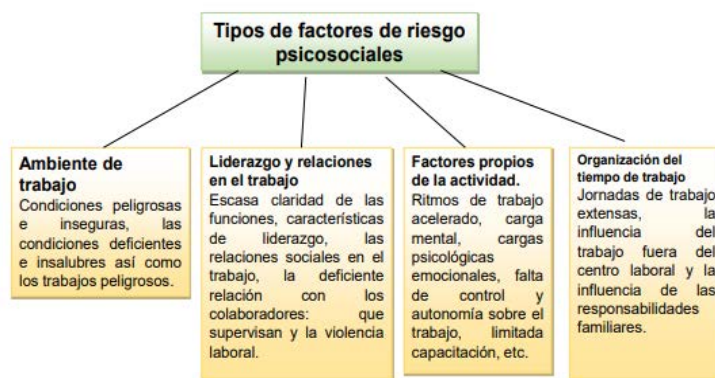 Tipos de factores de riesgo
psicosociales
Ambiente de
trabajo
Condiciones peligrosas
e inseguras, las
condiciones deficientes
e insalubres así como
los trabajos peligrosos.
Liderazgo y relaciones
en el trabajo
Escasa claridad de las
funciones, características
de liderazgo, las
relaciones sociales en el
trabajo, la deficiente
relación con los
colaboradores: que
supervisan y la violencia
laboral.
Factores propios
de la actividad.
Ritmos de trabajo
acelerado, carga
mental, cargas
psicológicas
emocionales, falta
de control y
autonomía sobre el
trabajo, limitada
capacitación, etc.
Organización del
tiempo de trabajo
Jornadas de trabajo
extensas, la
influencia del
trabajo fuera del
centro laboral y la
influencia de las
responsabilidades
familiares.